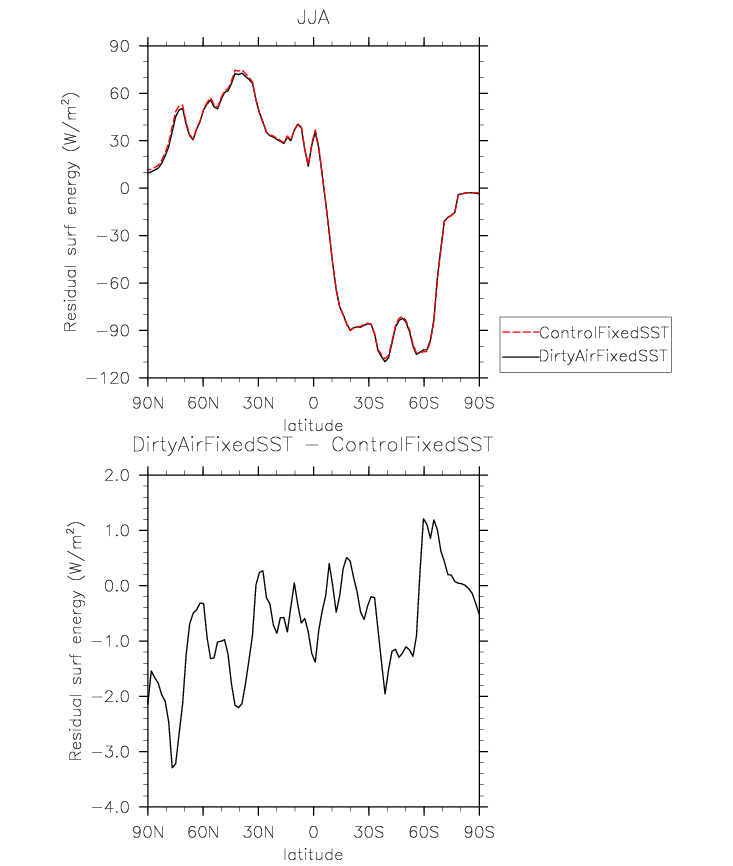 JJA
Residual surf energy (W/m²)
90
60
30
0
−30
−60
−90
−120
90N 60N 30N 0 30S 60S 90S
latitude
ControlFixedSST
DirtyAirFixedSST
DirtyAirFixedSST − ControlFixedSST
Residual surf energy (W/m²)
2.0
1.0
0.0
−1.0
−2.0
−3.0
−4.0
90N 60N 30N 0 30S 60S 90S
latitude